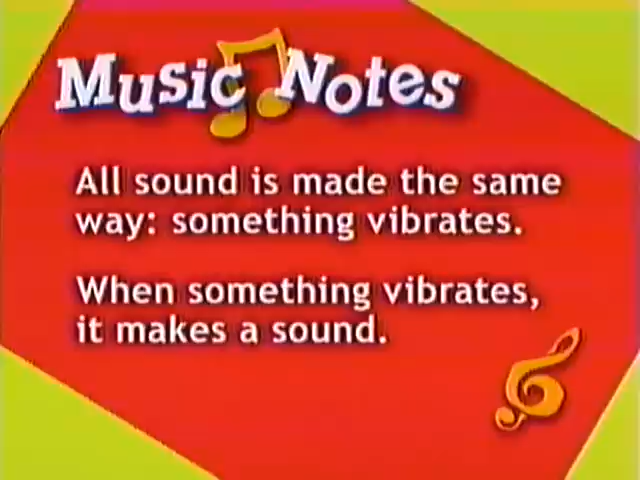 Music Notes
All sound is made the same
way: something vibrates.
When something vibrates,
it makes a sound.